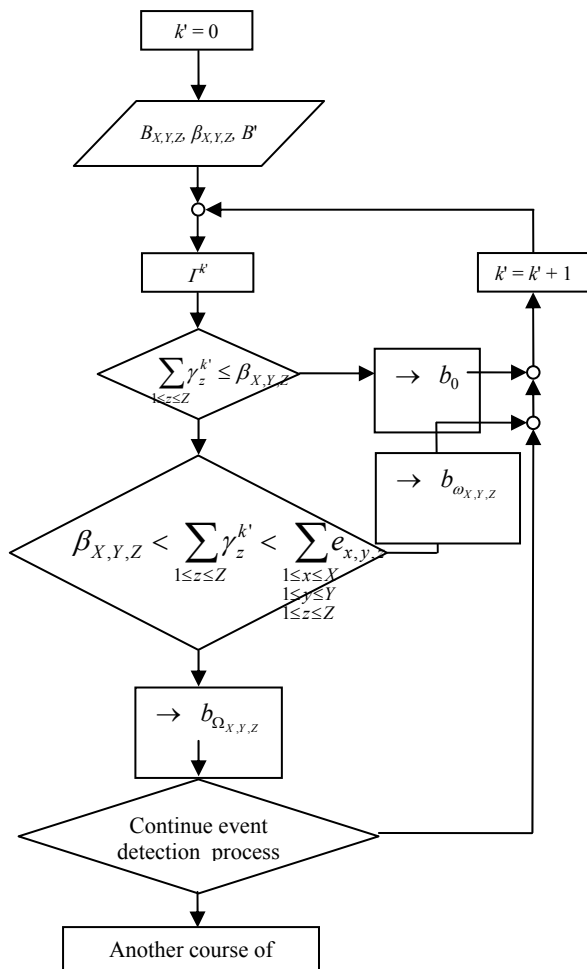 k' = 0
B_{X,Y,Z}, β_{X,Y,Z}, B'
I^{k'}
k' = k' + 1
∑_{1≤z≤Z} γ_z^{k'} ≤ β_{X,Y,Z}
→ b_0
→ b_{ω_{X,Y,Z}}
β_{X,Y,Z} < ∑_{1≤z≤Z} γ_z^{k'} < ∑_{1≤x≤X 1≤y≤Y 1≤z≤Z} e_{x,y,z}
→ b_{Ω_{X,Y,Z}}
Continue event
detection process
Another course of